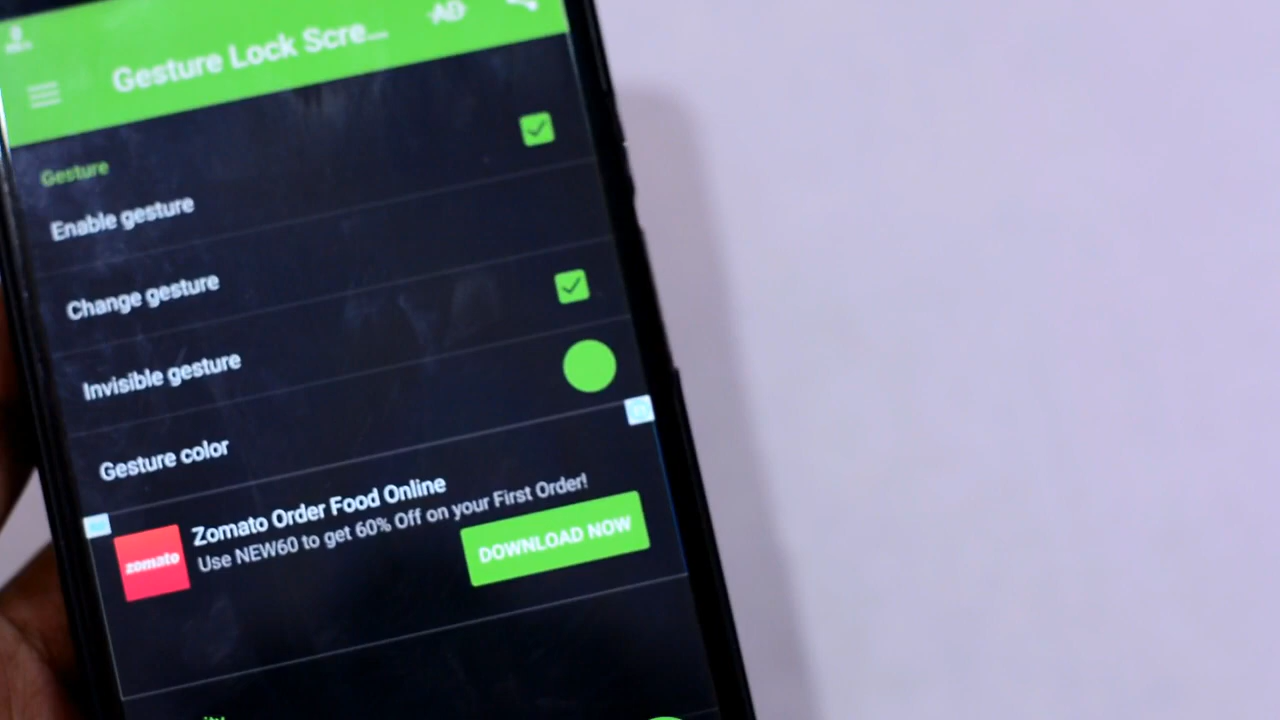 Gesture Lock Scre...
AD
Gesture
Enable gesture
Change gesture
Invisible gesture
Gesture color
Zomato Order Food Online
Use NEW60 to get 60% Off on your First Order!
zomato
DOWNLOAD NOW